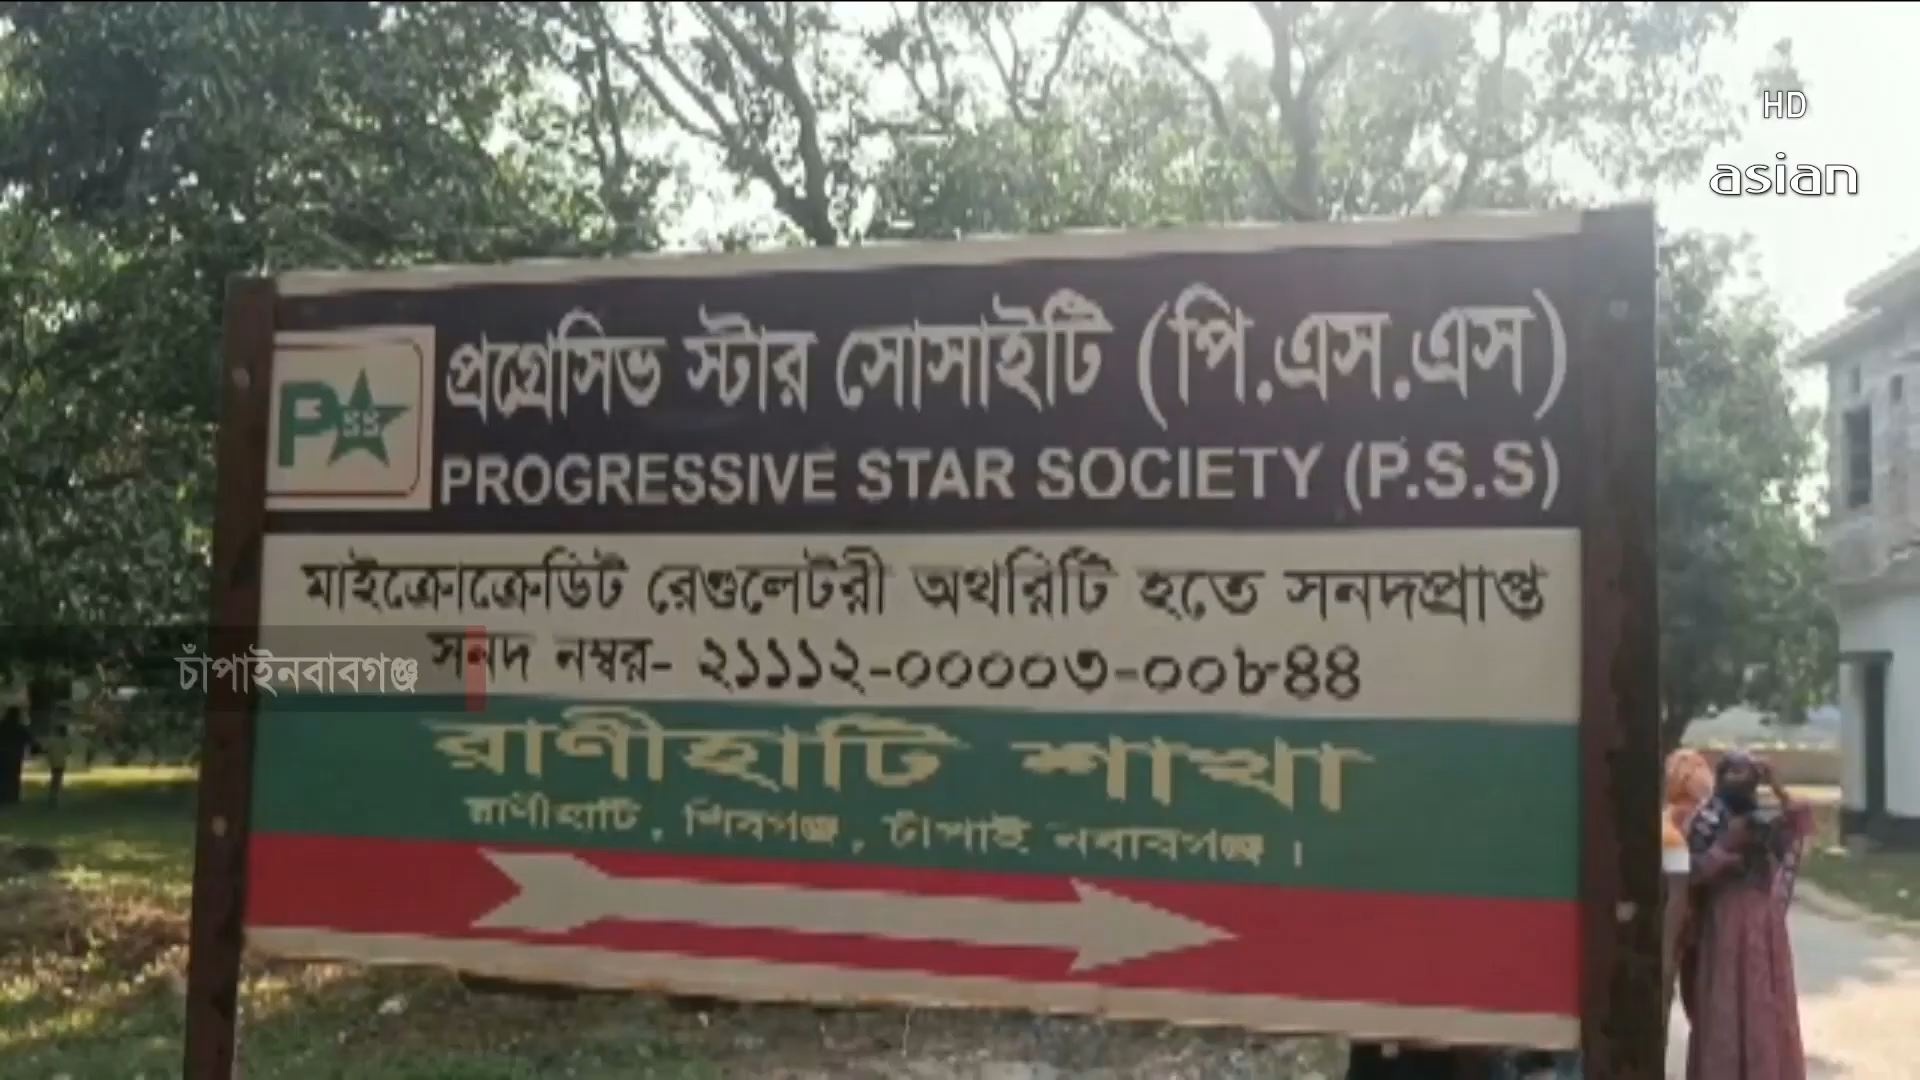 HD
asian
প্রগ্রেসিভ স্টার সোসাইটি (পি.এস.এস)
P SS
PROGRESSIVE STAR SOCIETY (P.S.S)
মাইক্রোক্রেডিট রেগুলেটরী অথরিটি হতে সনদপ্রাপ্ত
সনদ নম্বর- ২১১১২-০০০০৩-০০৮৪৪
চাঁপাইনবাবগঞ্জ
রাণীহাটি শাখা
রাণীহাটি, শিবগঞ্জ, চাঁপাই নবাবগঞ্জ।